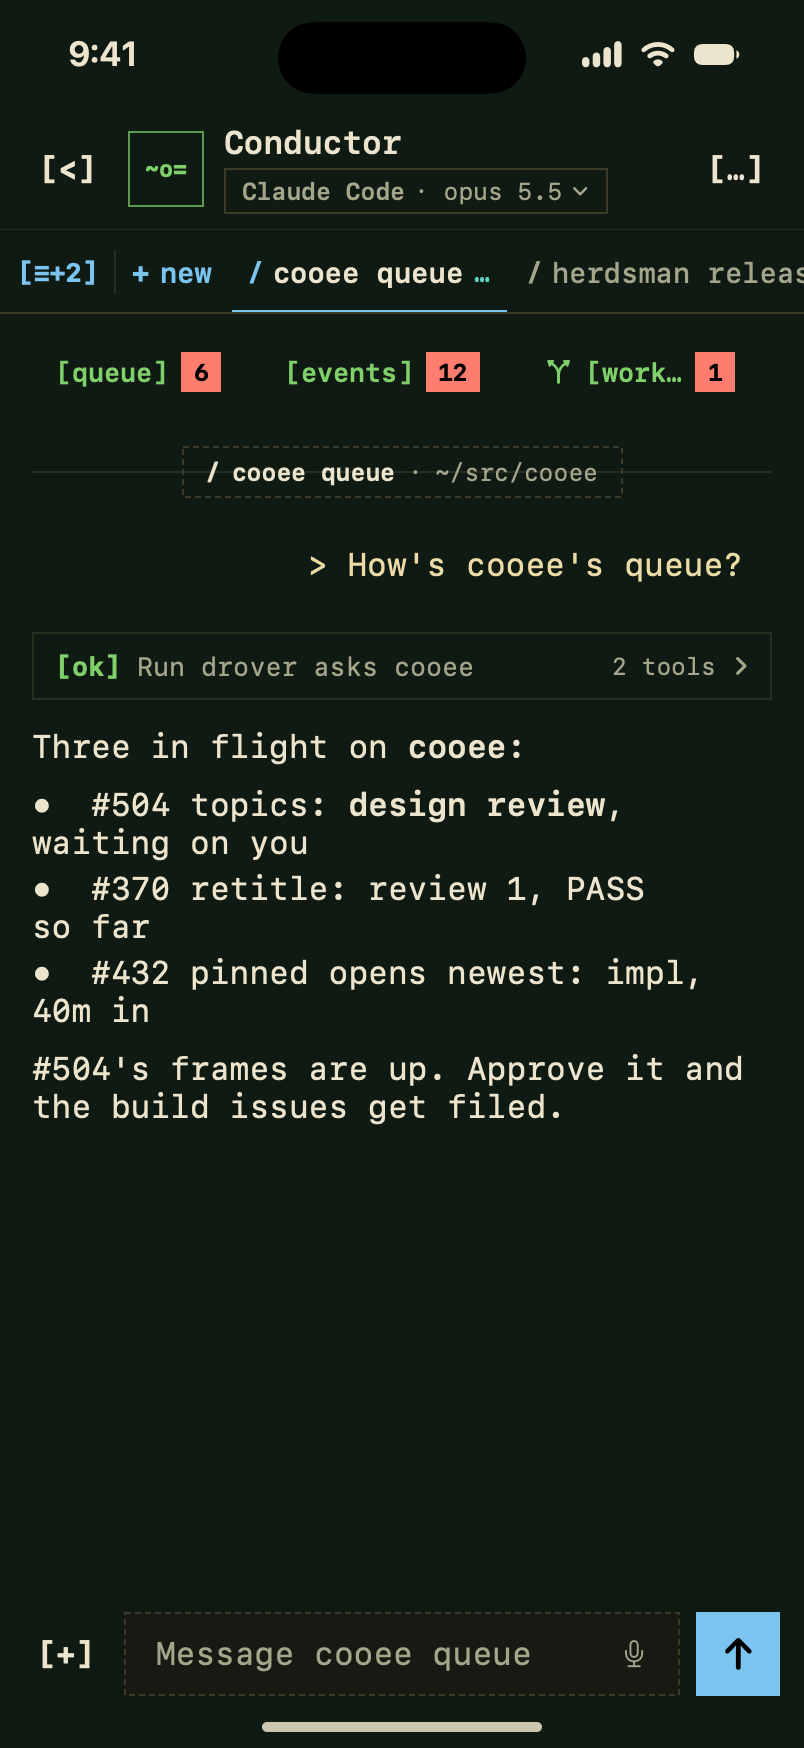 9:41
[<]
~o=
Conductor
Claude Code · opus 5.5
[…]
[≡+2]
+ new
/ cooee queue …
/ herdsman releas
[queue] 6
[events] 12
[work… 1
/ cooee queue · ~/src/cooee
> How's cooee's queue?
[ok] Run drover asks cooee 2 tools >
Three in flight on cooee:
● #504 topics: design review,
waiting on you
● #370 retitle: review 1, PASS
so far
● #432 pinned opens newest: impl,
40m in
#504's frames are up. Approve it and
the build issues get filed.
[+]
Message cooee queue